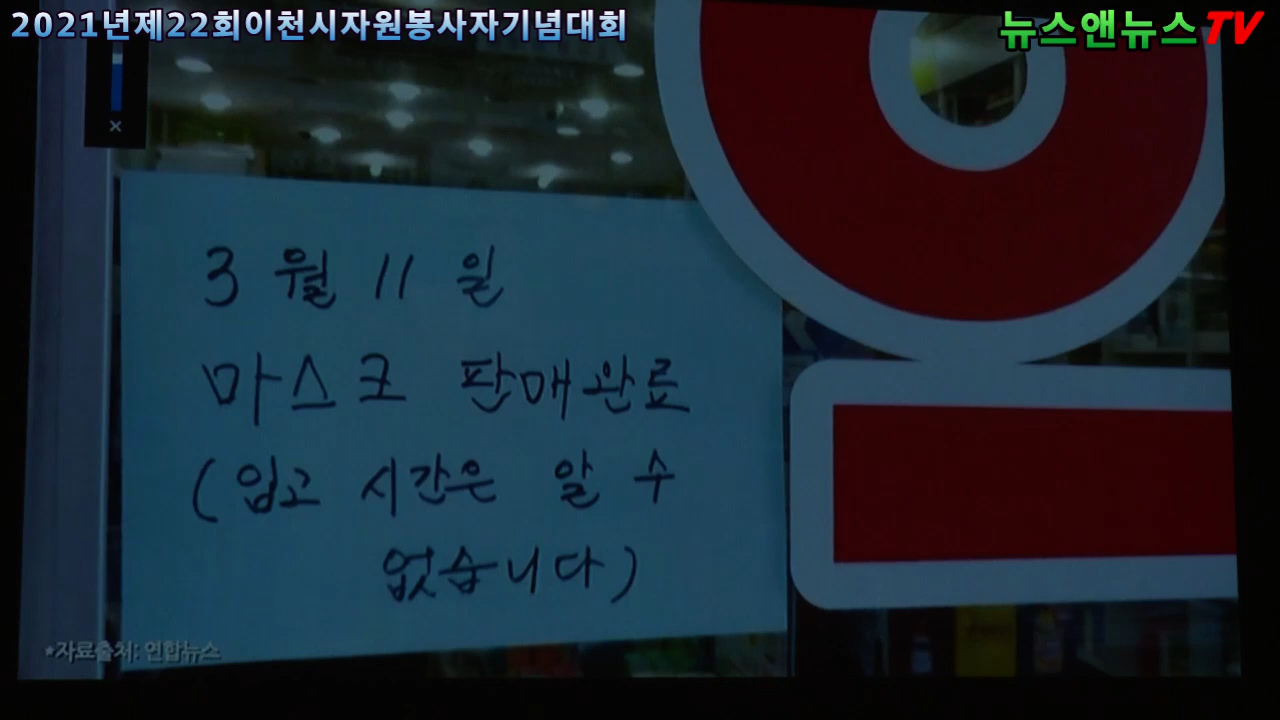 2021년제22회이천시자원봉사자기념대회
뉴스앤뉴스TV
3월 11일
마스크 판매완료
(입고 시간은 알 수
없습니다)
*자료출처: 연합뉴스